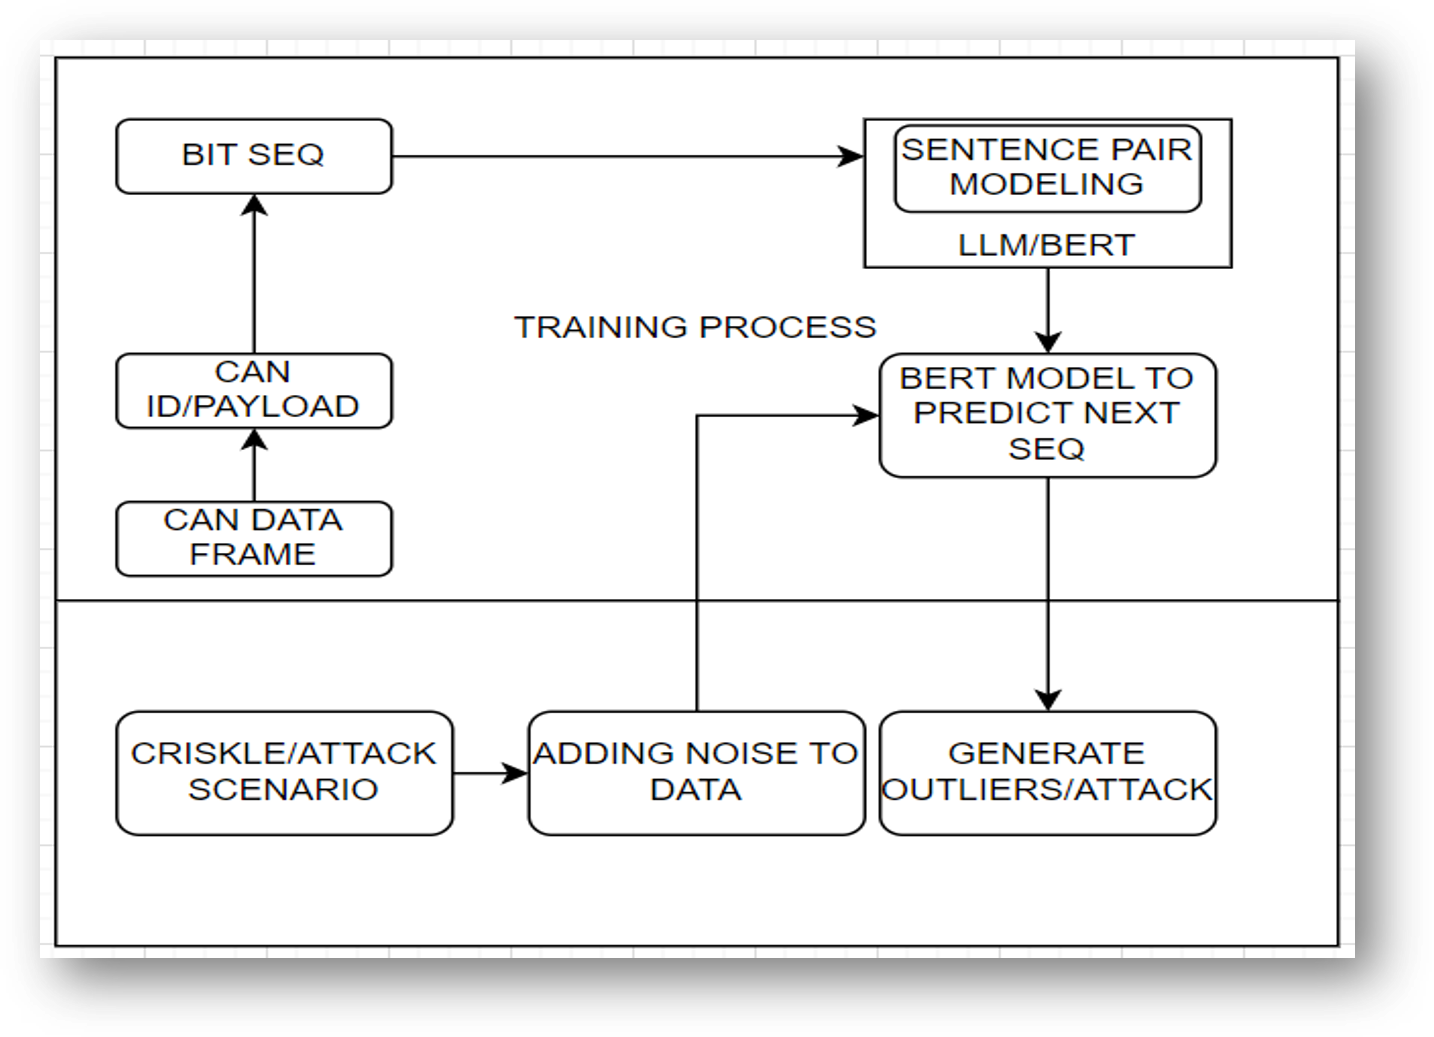 BIT SEQ
SENTENCE PAIR
MODELING
LLM/BERT
TRAINING PROCESS
CAN
ID/PAYLOAD
BERT MODEL TO
PREDICT NEXT
SEQ
CAN DATA
FRAME
CRISKLE/ATTACK
SCENARIO
ADDING NOISE TO
DATA
GENERATE
OUTLIERS/ATTACK